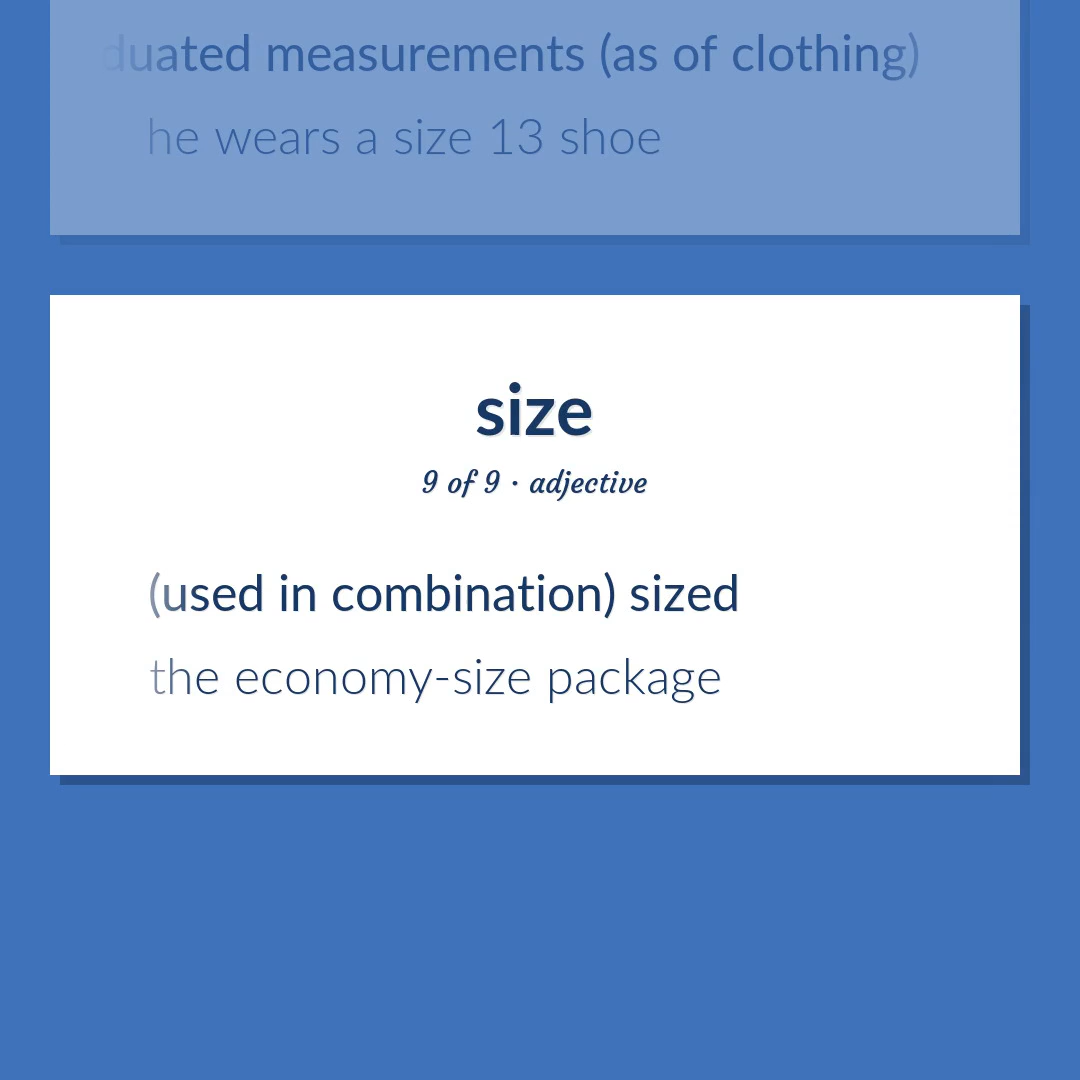 duated measurements (as of clothing)
he wears a size 13 shoe
size
9 of 9 · adjective
(used in combination) sized
the economy-size package